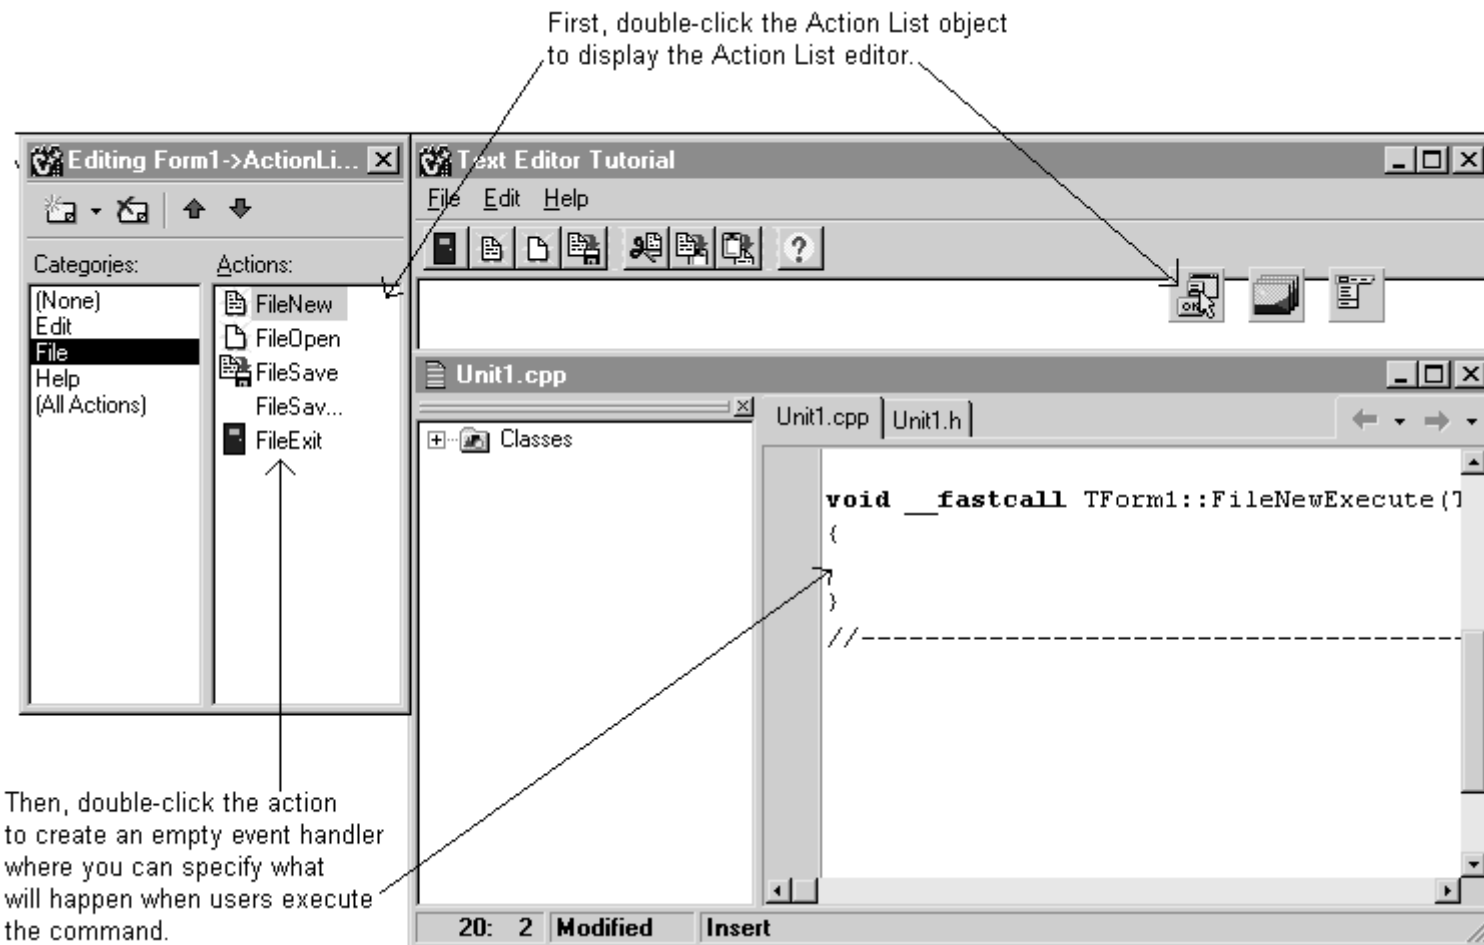 First, double-click the Action List object
to display the Action List editor.
Editing Form1->ActionLi...
Categories:
Actions:
(None)
Edit
File
Help
(All Actions)
FileNew
FileOpen
FileSave
FileSav...
FileExit
Text Editor Tutorial
File Edit Help
OK
Unit1.cpp
Classes
Unit1.cpp
Unit1.h
void __fastcall TForm1::FileNewExecute(T
{
}
//--------------------------------------
20: 2 Modified Insert
Then, double-click the action
to create an empty event handler
where you can specify what
will happen when users execute
the command.